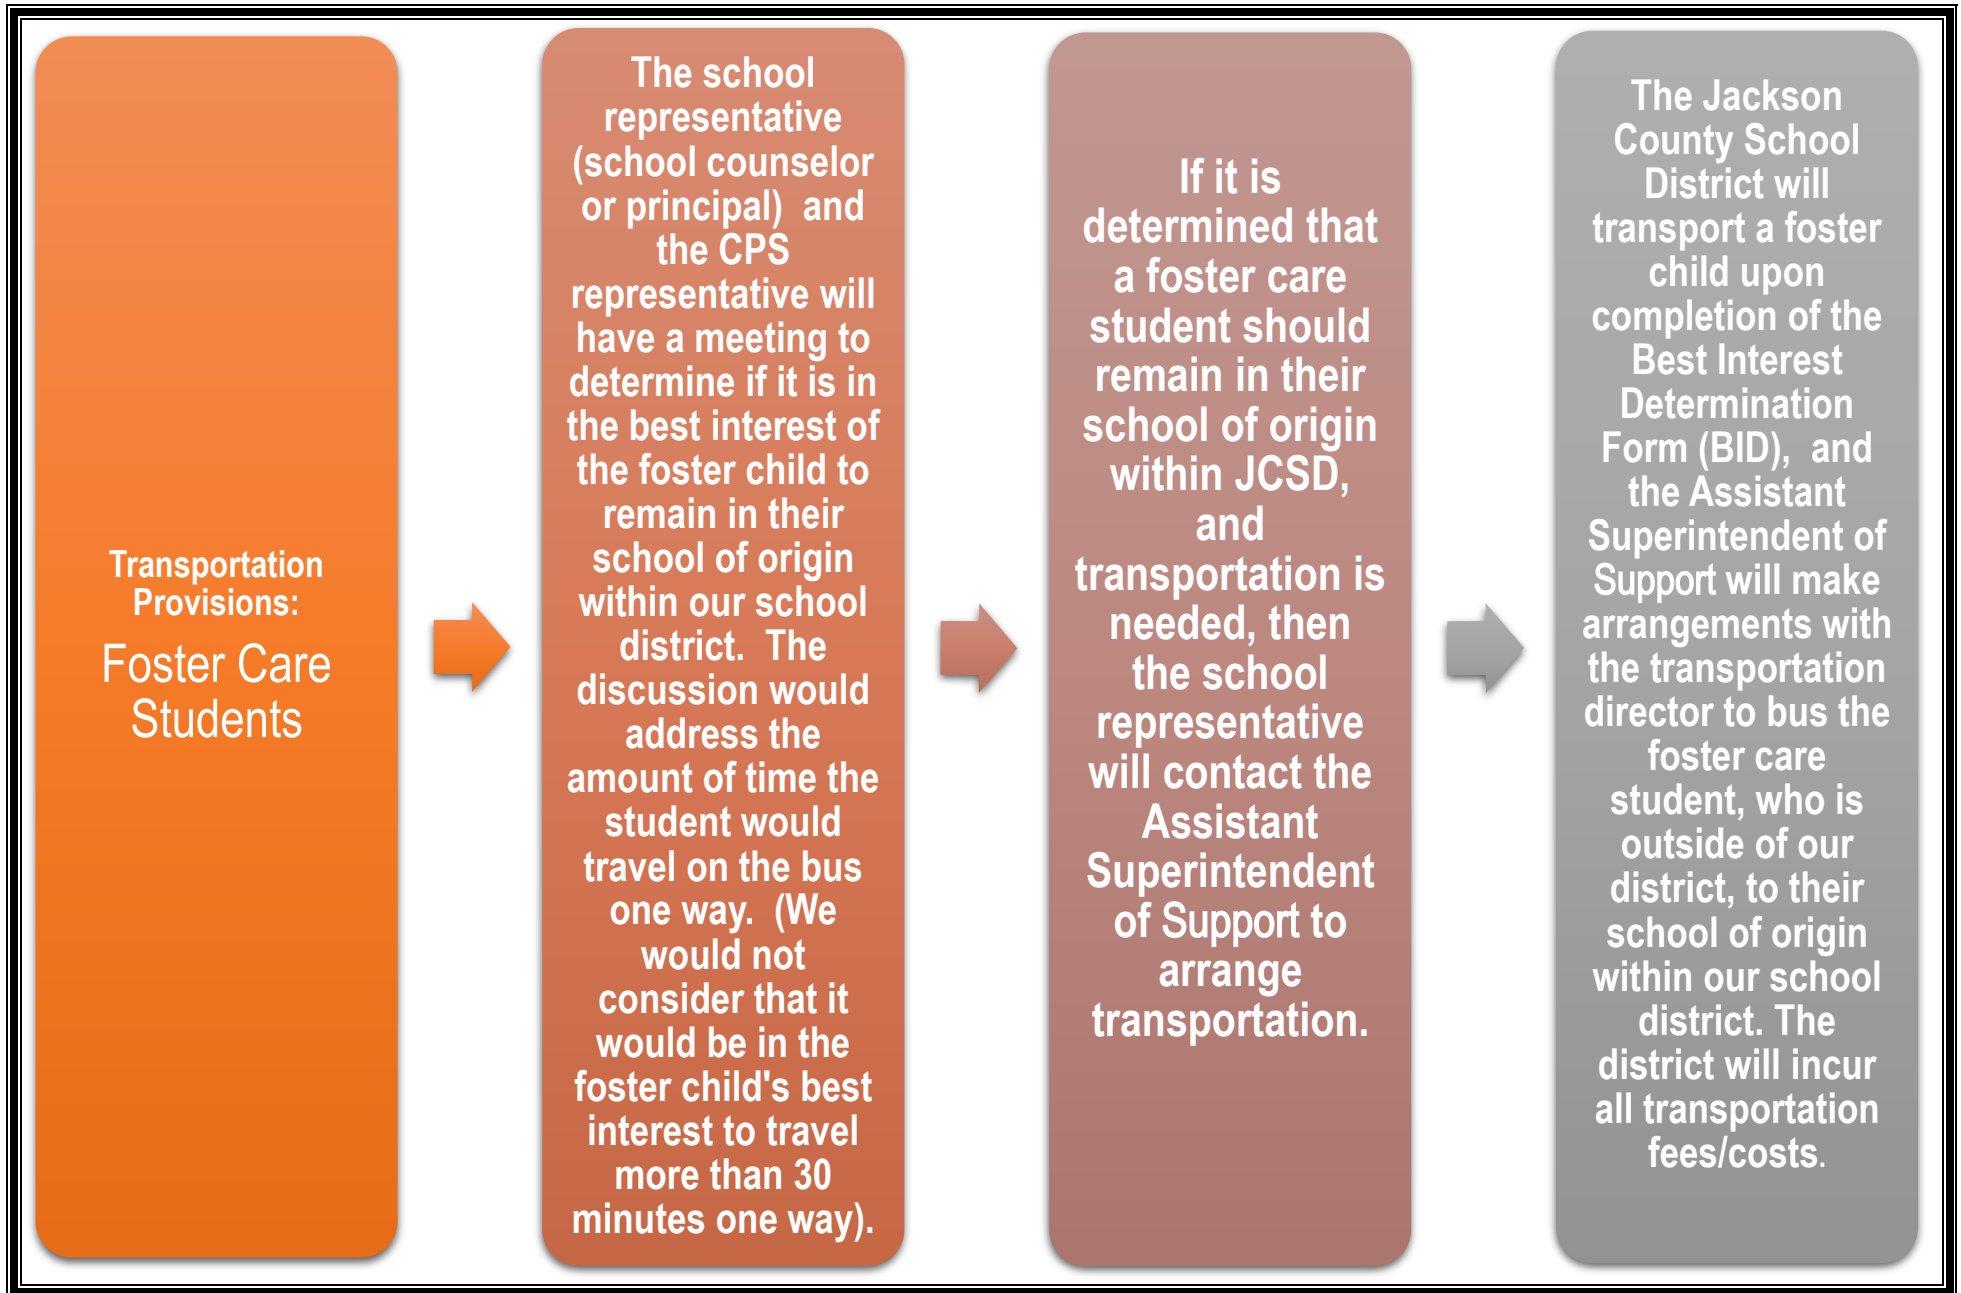 Transportation
Provisions:
Foster Care
Students
The school
representative
(school counselor
or principal)  and
the CPS
representative will
have a meeting to
determine if it is in
the best interest of
the foster child to
remain in their
school of origin
within our school
district.  The
discussion would
address the
amount of time the
student would
travel on the bus
one way.  (We
would not
consider that it
would be in the
foster child's best
interest to travel
more than 30
minutes one way).
If it is
determined that
a foster care
student should
remain in their
school of origin
within JCSD,
and
transportation is
needed, then
the school
representative
will contact the
Assistant
Superintendent
of Support to
arrange
transportation.
The Jackson
County School
District will
transport a foster
child upon
completion of the
Best Interest
Determination
Form (BID),  and
the Assistant
Superintendent of
Support will make
arrangements with
the transportation
director to bus the
foster care
student, who is
outside of our
district, to their
school of origin
within our school
district. The
district will incur
all transportation
fees/costs.